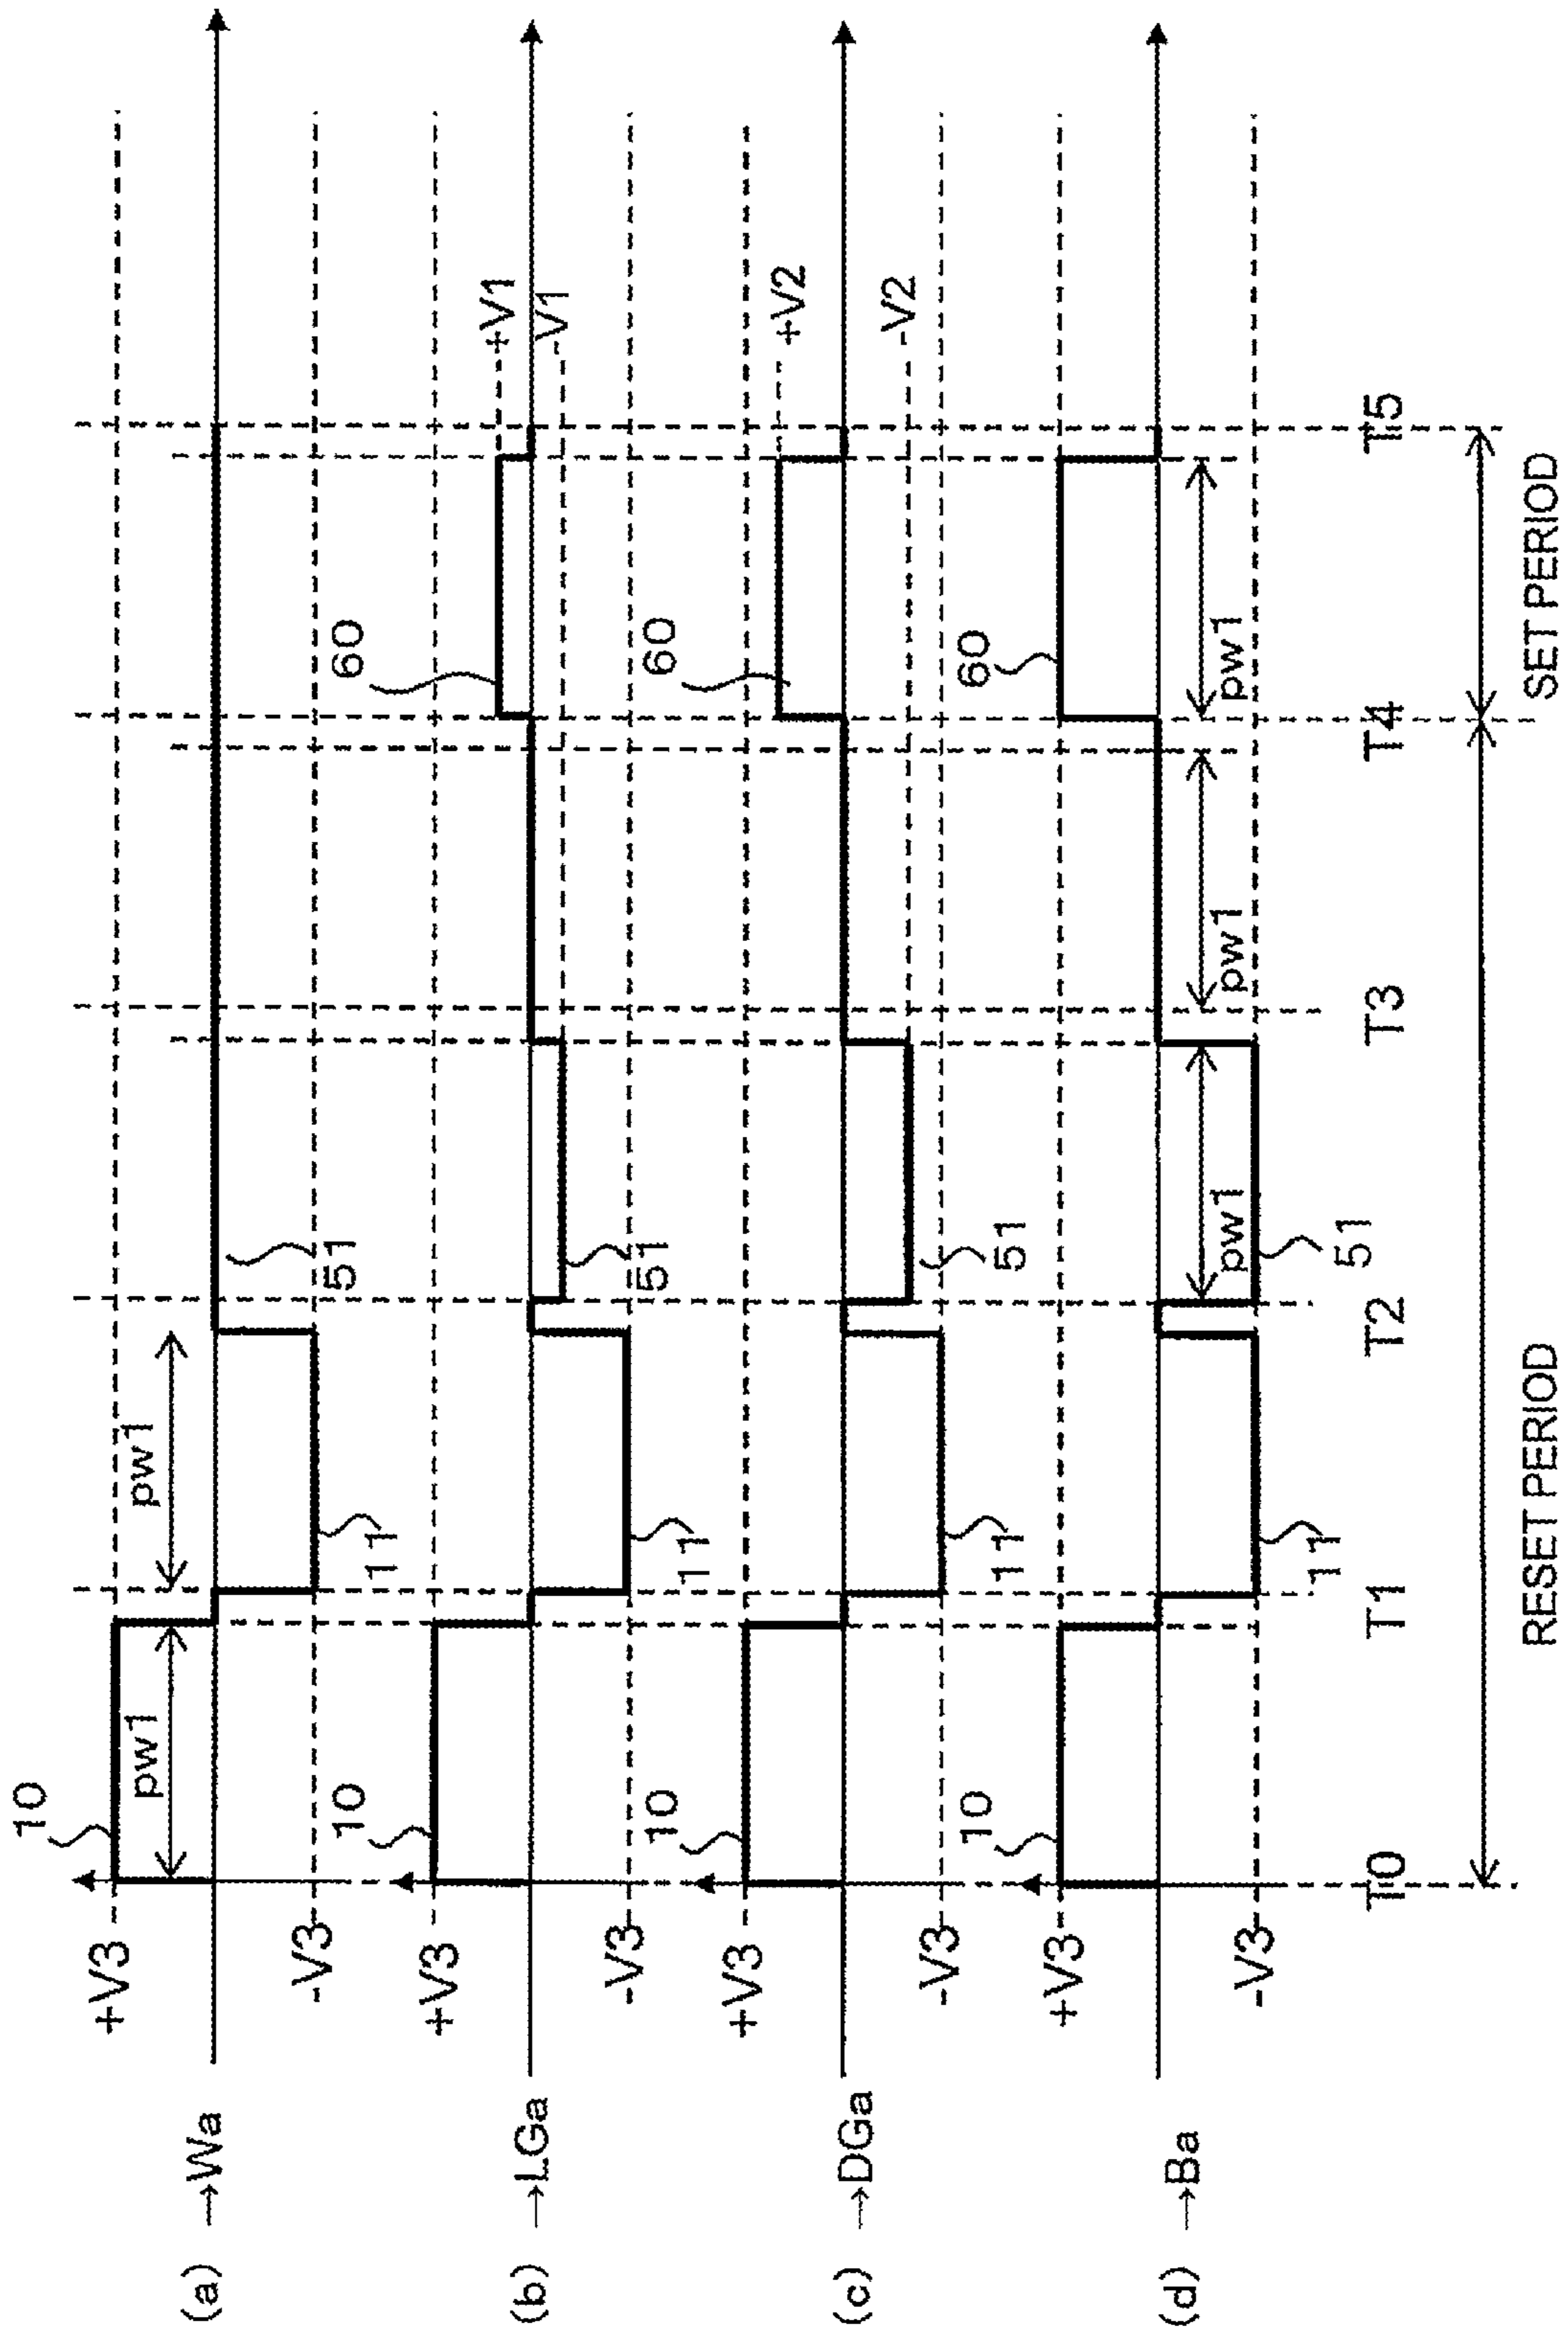 (a) →Wa
+V3
-V3
10
pw1
pw1
11
51
(b) →LGa
+V3
-V3
10
11
51
60
+V1
-V1
(c) →DGa
+V3
-V3
10
11
51
60
+V2
-V2
(d) →Ba
+V3
-V3
10
11
pw1
51
pw1
60
pw1
T0
T1
T2
T3
T4
T5
RESET PERIOD
SET PERIOD